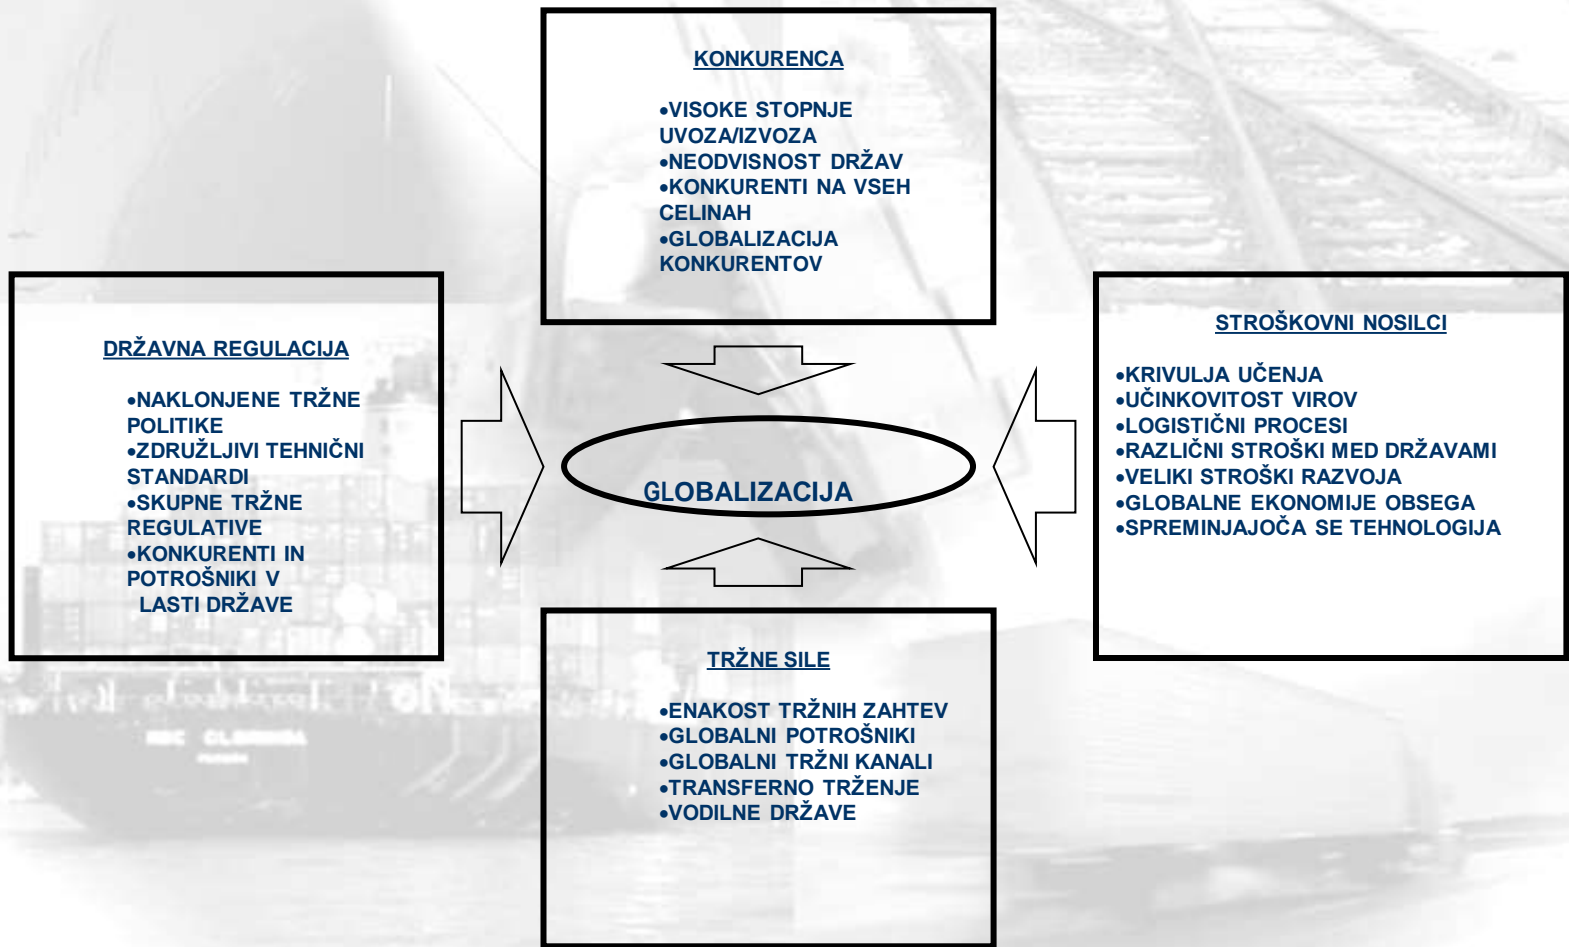 KONKURENCA
•VISOKE STOPNJE
UVOZA/IZVOZA
•NEODVISNOST DRŽAV
•KONKURENTI NA VSEH
CELINAH
•GLOBALIZACIJA
KONKURENTOV
DRŽAVNA REGULACIJA
•NAKLONJENE TRŽNE
POLITIKE
•ZDRUŽLJIVI TEHNIČNI
STANDARDI
•SKUPNE TRŽNE
REGULATIVE
•KONKURENTI IN
POTROŠNIKI V
LASTI DRŽAVE
GLOBALIZACIJA
STROŠKOVNI NOSILCI
•KRIVULJA UČENJA
•UČINKOVITOST VIROV
•LOGISTIČNI PROCESI
•RAZLIČNI STROŠKI MED DRŽAVAMI
•VELIKI STROŠKI RAZVOJA
•GLOBALNE EKONOMIJE OBSEGA
•SPREMINJAJOČA SE TEHNOLOGIJA
TRŽNE SILE
•ENAKOST TRŽNIH ZAHTEV
•GLOBALNI POTROŠNIKI
•GLOBALNI TRŽNI KANALI
•TRANSFERNO TRŽENJE
•VODILNE DRŽAVE